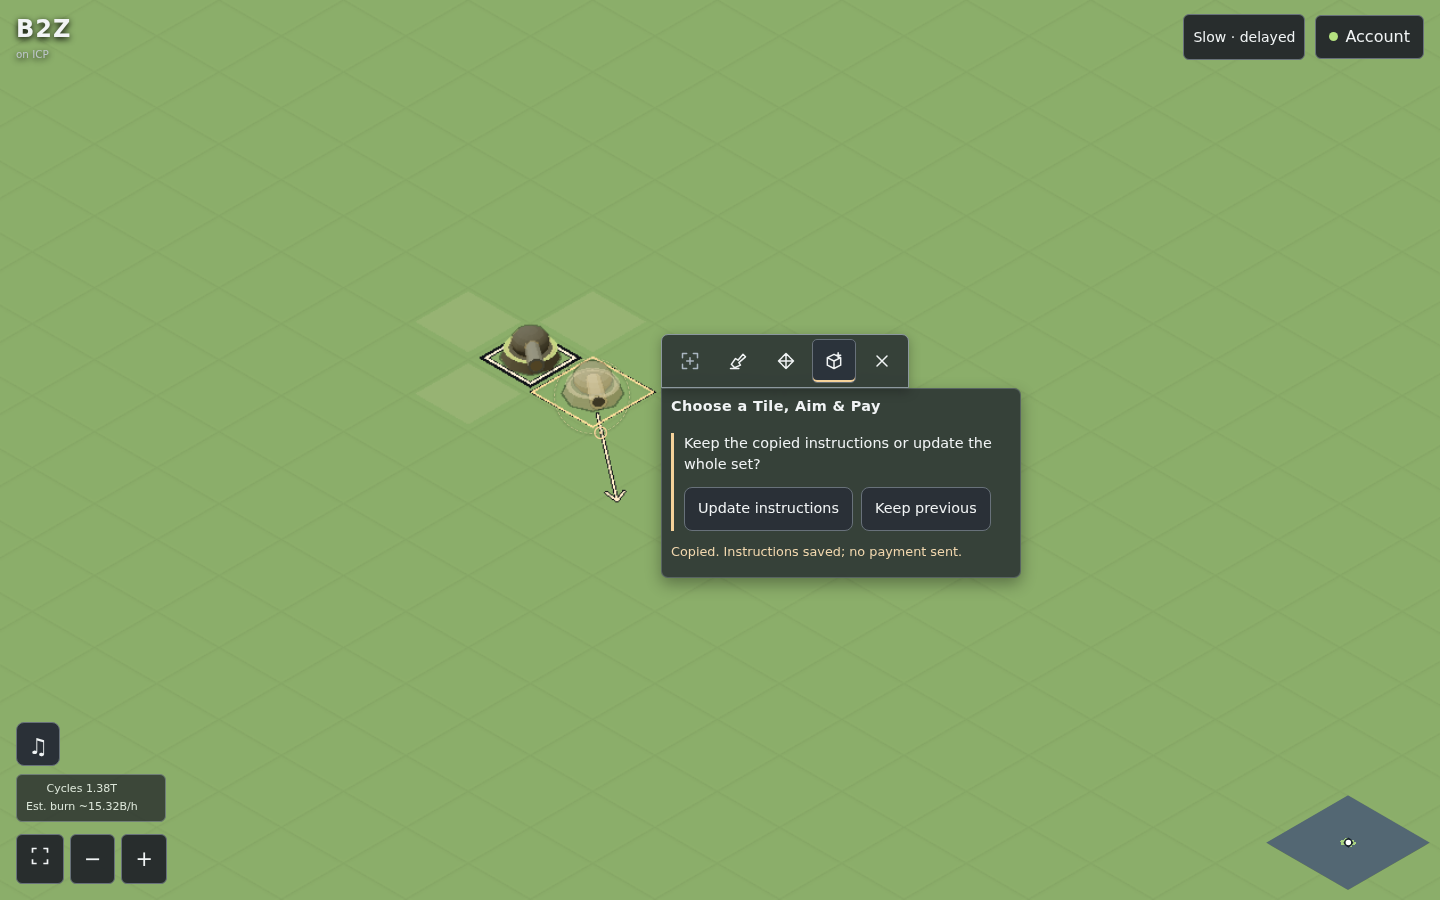 B2Z
on ICP
Slow · delayed
Account
Choose a Tile, Aim & Pay
Keep the copied instructions or update the
whole set?
Update instructions
Keep previous
Copied. Instructions saved; no payment sent.
Cycles 1.38T
Est. burn ~15.32B/h